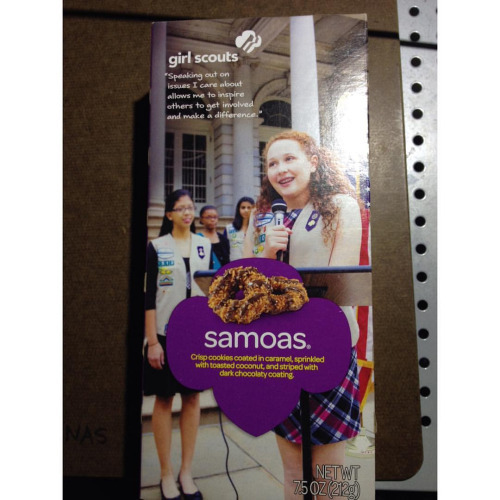 girl scouts
"Speaking out on
issues I care about
allows me to inspire
others to get involved
and make a difference."
samoas®
Crisp cookies coated in caramel, sprinkled
with toasted coconut, and striped with
dark chocolaty coating.
NAS
NET WT
7.5 OZ (212g)